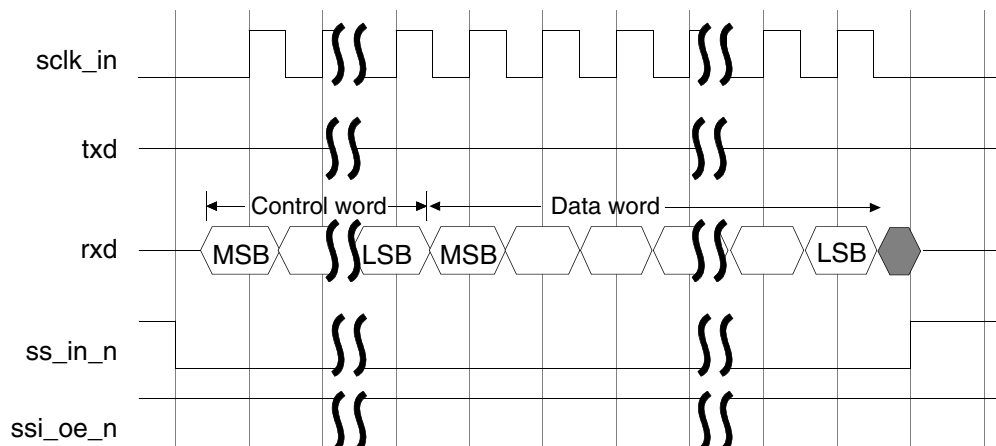 sclk_in
txd
Control word Data word
rxd MSB LSB MSB LSB
ss_in_n
ssi_oe_n